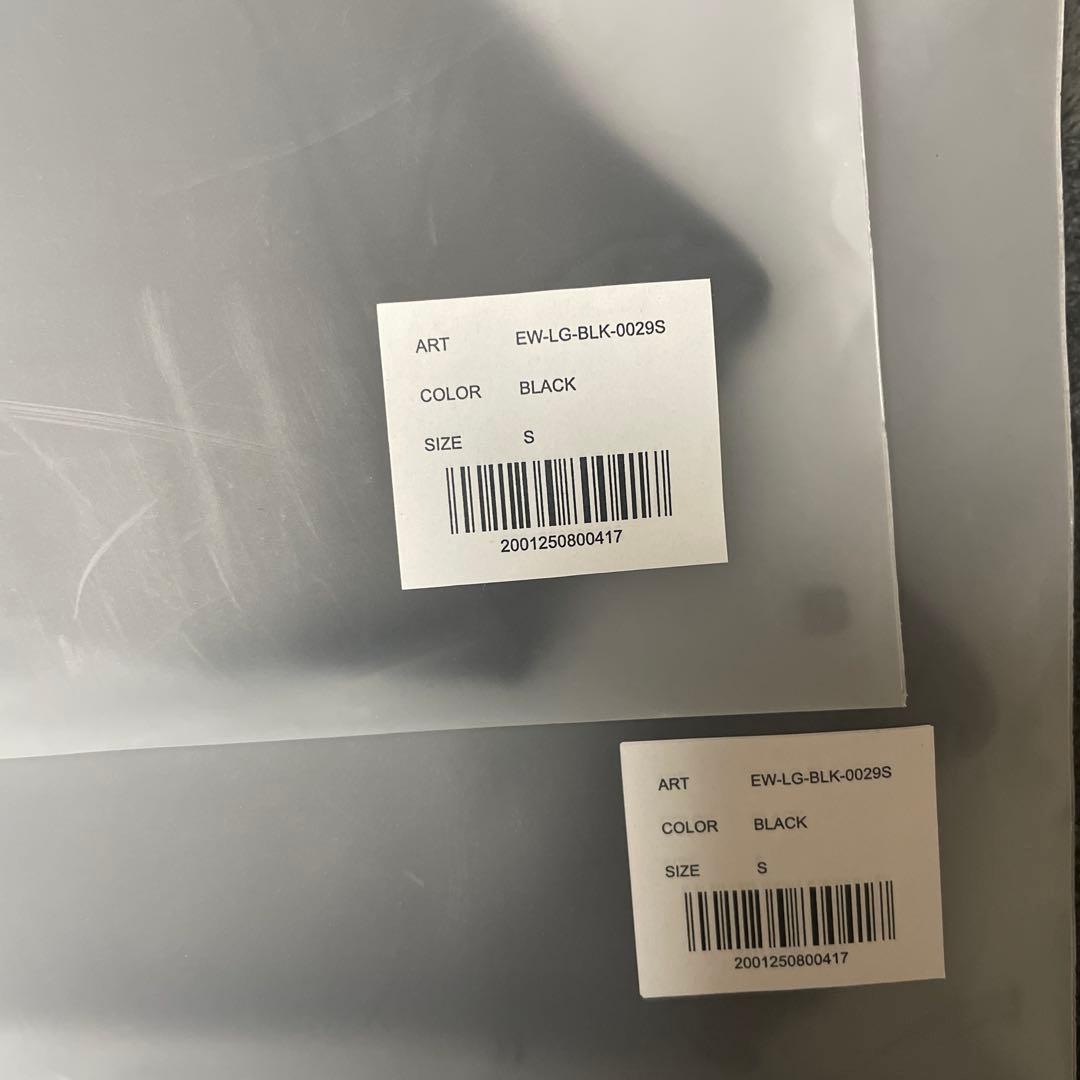 ART EW-LG-BLK-0029S
COLOR BLACK
SIZE S
2001250800417
ART EW-LG-BLK-0029S
COLOR BLACK
SIZE S
2001250800417